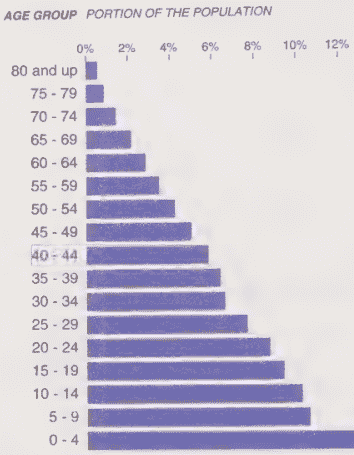 AGE GROUP PORTION OF THE POPULATION
0% 2% 4% 6% 8% 10% 12%
80 and up
75 - 79
70 - 74
65 - 69
60 - 64
55 - 59
50 - 54
45 - 49
40 - 44
35 - 39
30 - 34
25 - 29
20 - 24
15 - 19
10 - 14
5 - 9
0 - 4